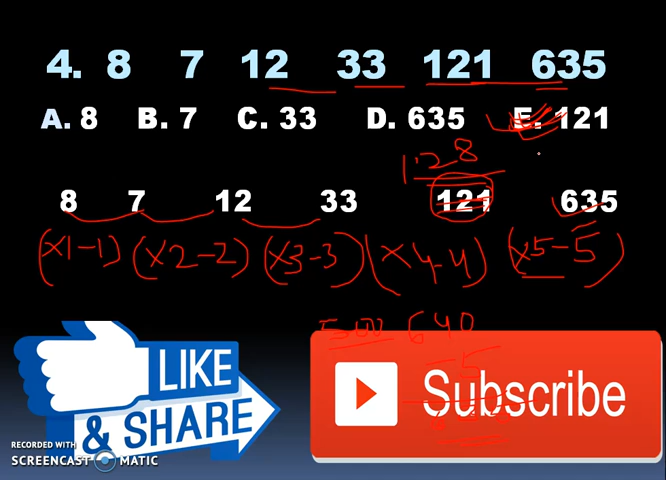 4. 8 7 12 33 121 635
A. 8 B. 7 C. 33 D. 635 E. 121
128
8 7 12 33 121 635
(×1-1) (×2-2) (×3-3) (×4-4) (×5-5)
500 640
-5
LIKE
& SHARE
Subscribe
RECORDED WITH
SCREENCAST MATIC